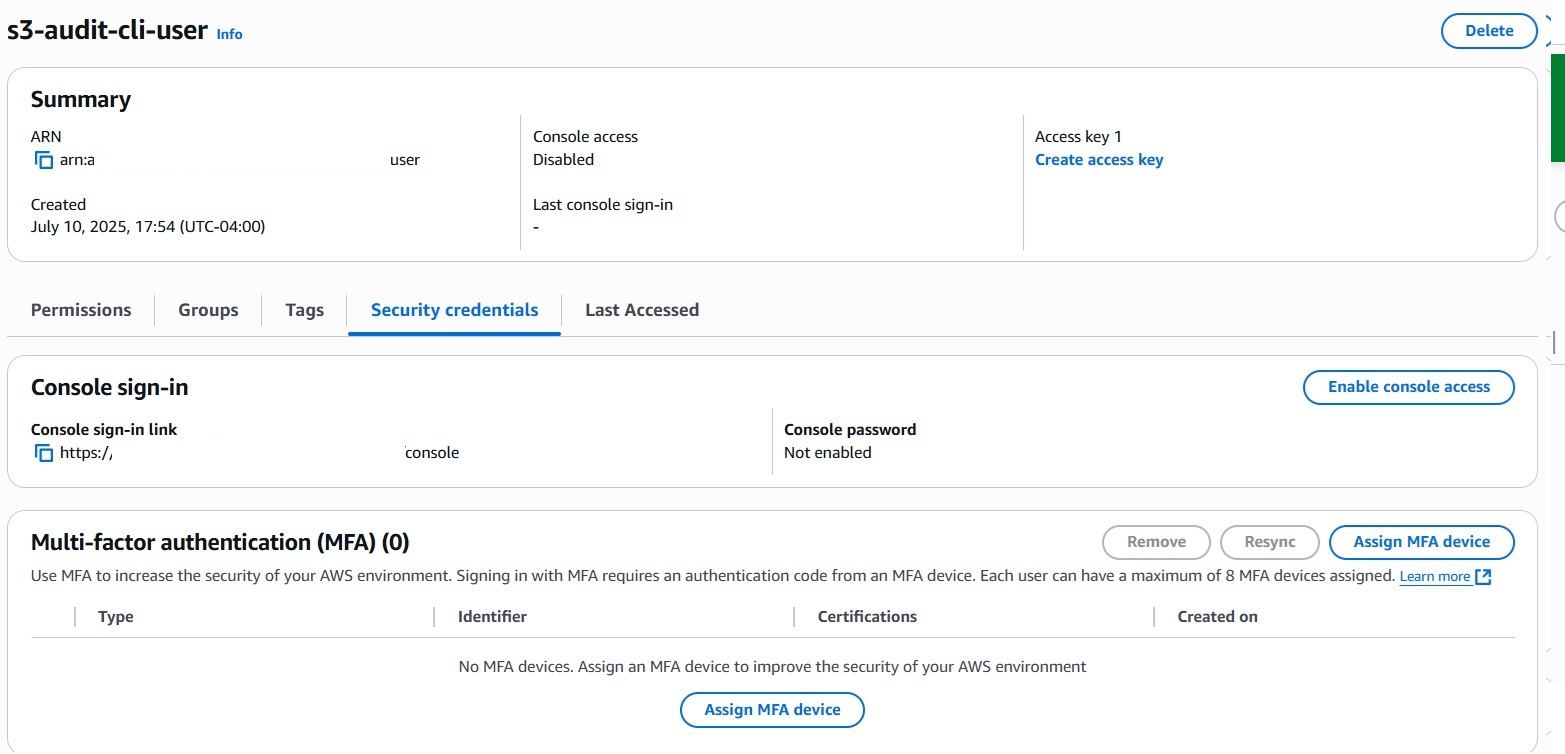 s3-audit-cli-user Info
Delete
Summary
ARN
arn:a user
Created
July 10, 2025, 17:54 (UTC-04:00)
Console access
Disabled
Last console sign-in
-
Access key 1
Create access key
Permissions Groups Tags Security credentials Last Accessed
Console sign-in
Enable console access
Console sign-in link
https:/ console
Console password
Not enabled
Multi-factor authentication (MFA) (0)
Remove Resync Assign MFA device
Use MFA to increase the security of your AWS environment. Signing in with MFA requires an authentication code from an MFA device. Each user can have a maximum of 8 MFA devices assigned. Learn more
Type Identifier Certifications Created on
No MFA devices. Assign an MFA device to improve the security of your AWS environment
Assign MFA device